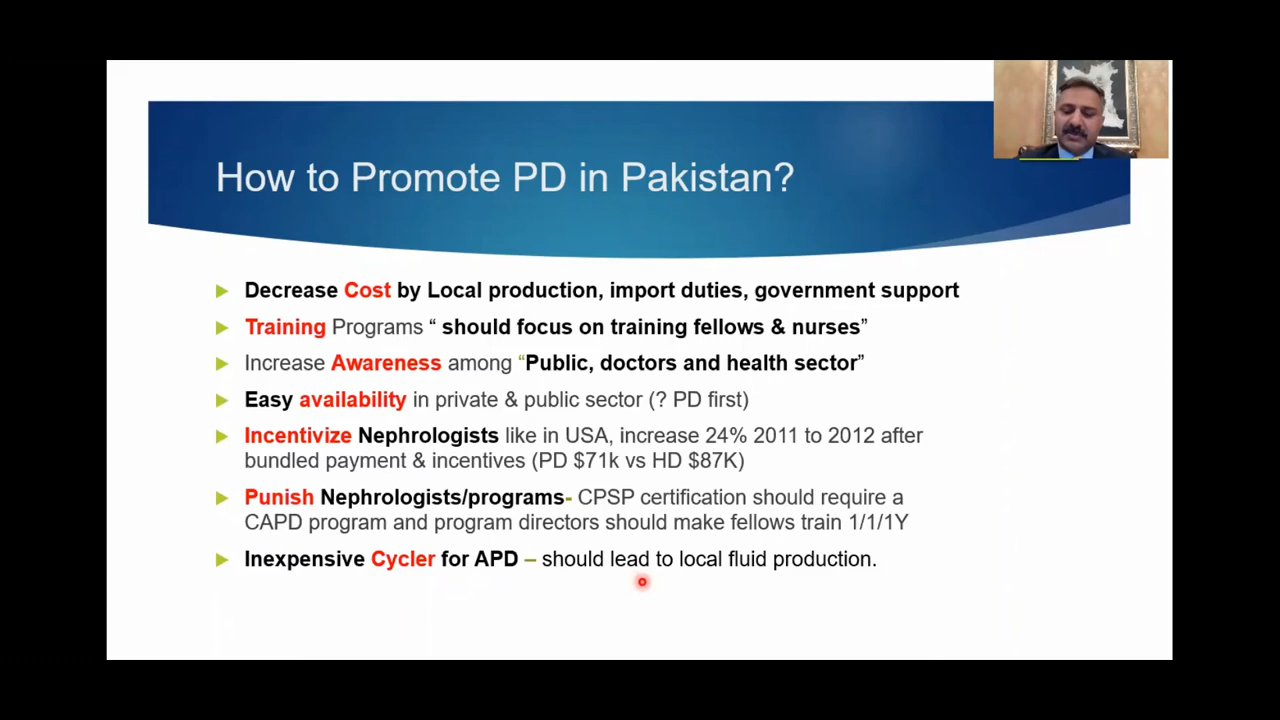 How to Promote PD in Pakistan?
Decrease Cost by Local production, import duties, government support
Training Programs “ should focus on training fellows & nurses”
Increase Awareness among “Public, doctors and health sector”
Easy availability in private & public sector (? PD first)
Incentivize Nephrologists like in USA, increase 24% 2011 to 2012 after
bundled payment & incentives (PD $71k vs HD $87K)
Punish Nephrologists/programs- CPSP certification should require a
CAPD program and program directors should make fellows train 1/1/1Y
Inexpensive Cycler for APD – should lead to local fluid production.